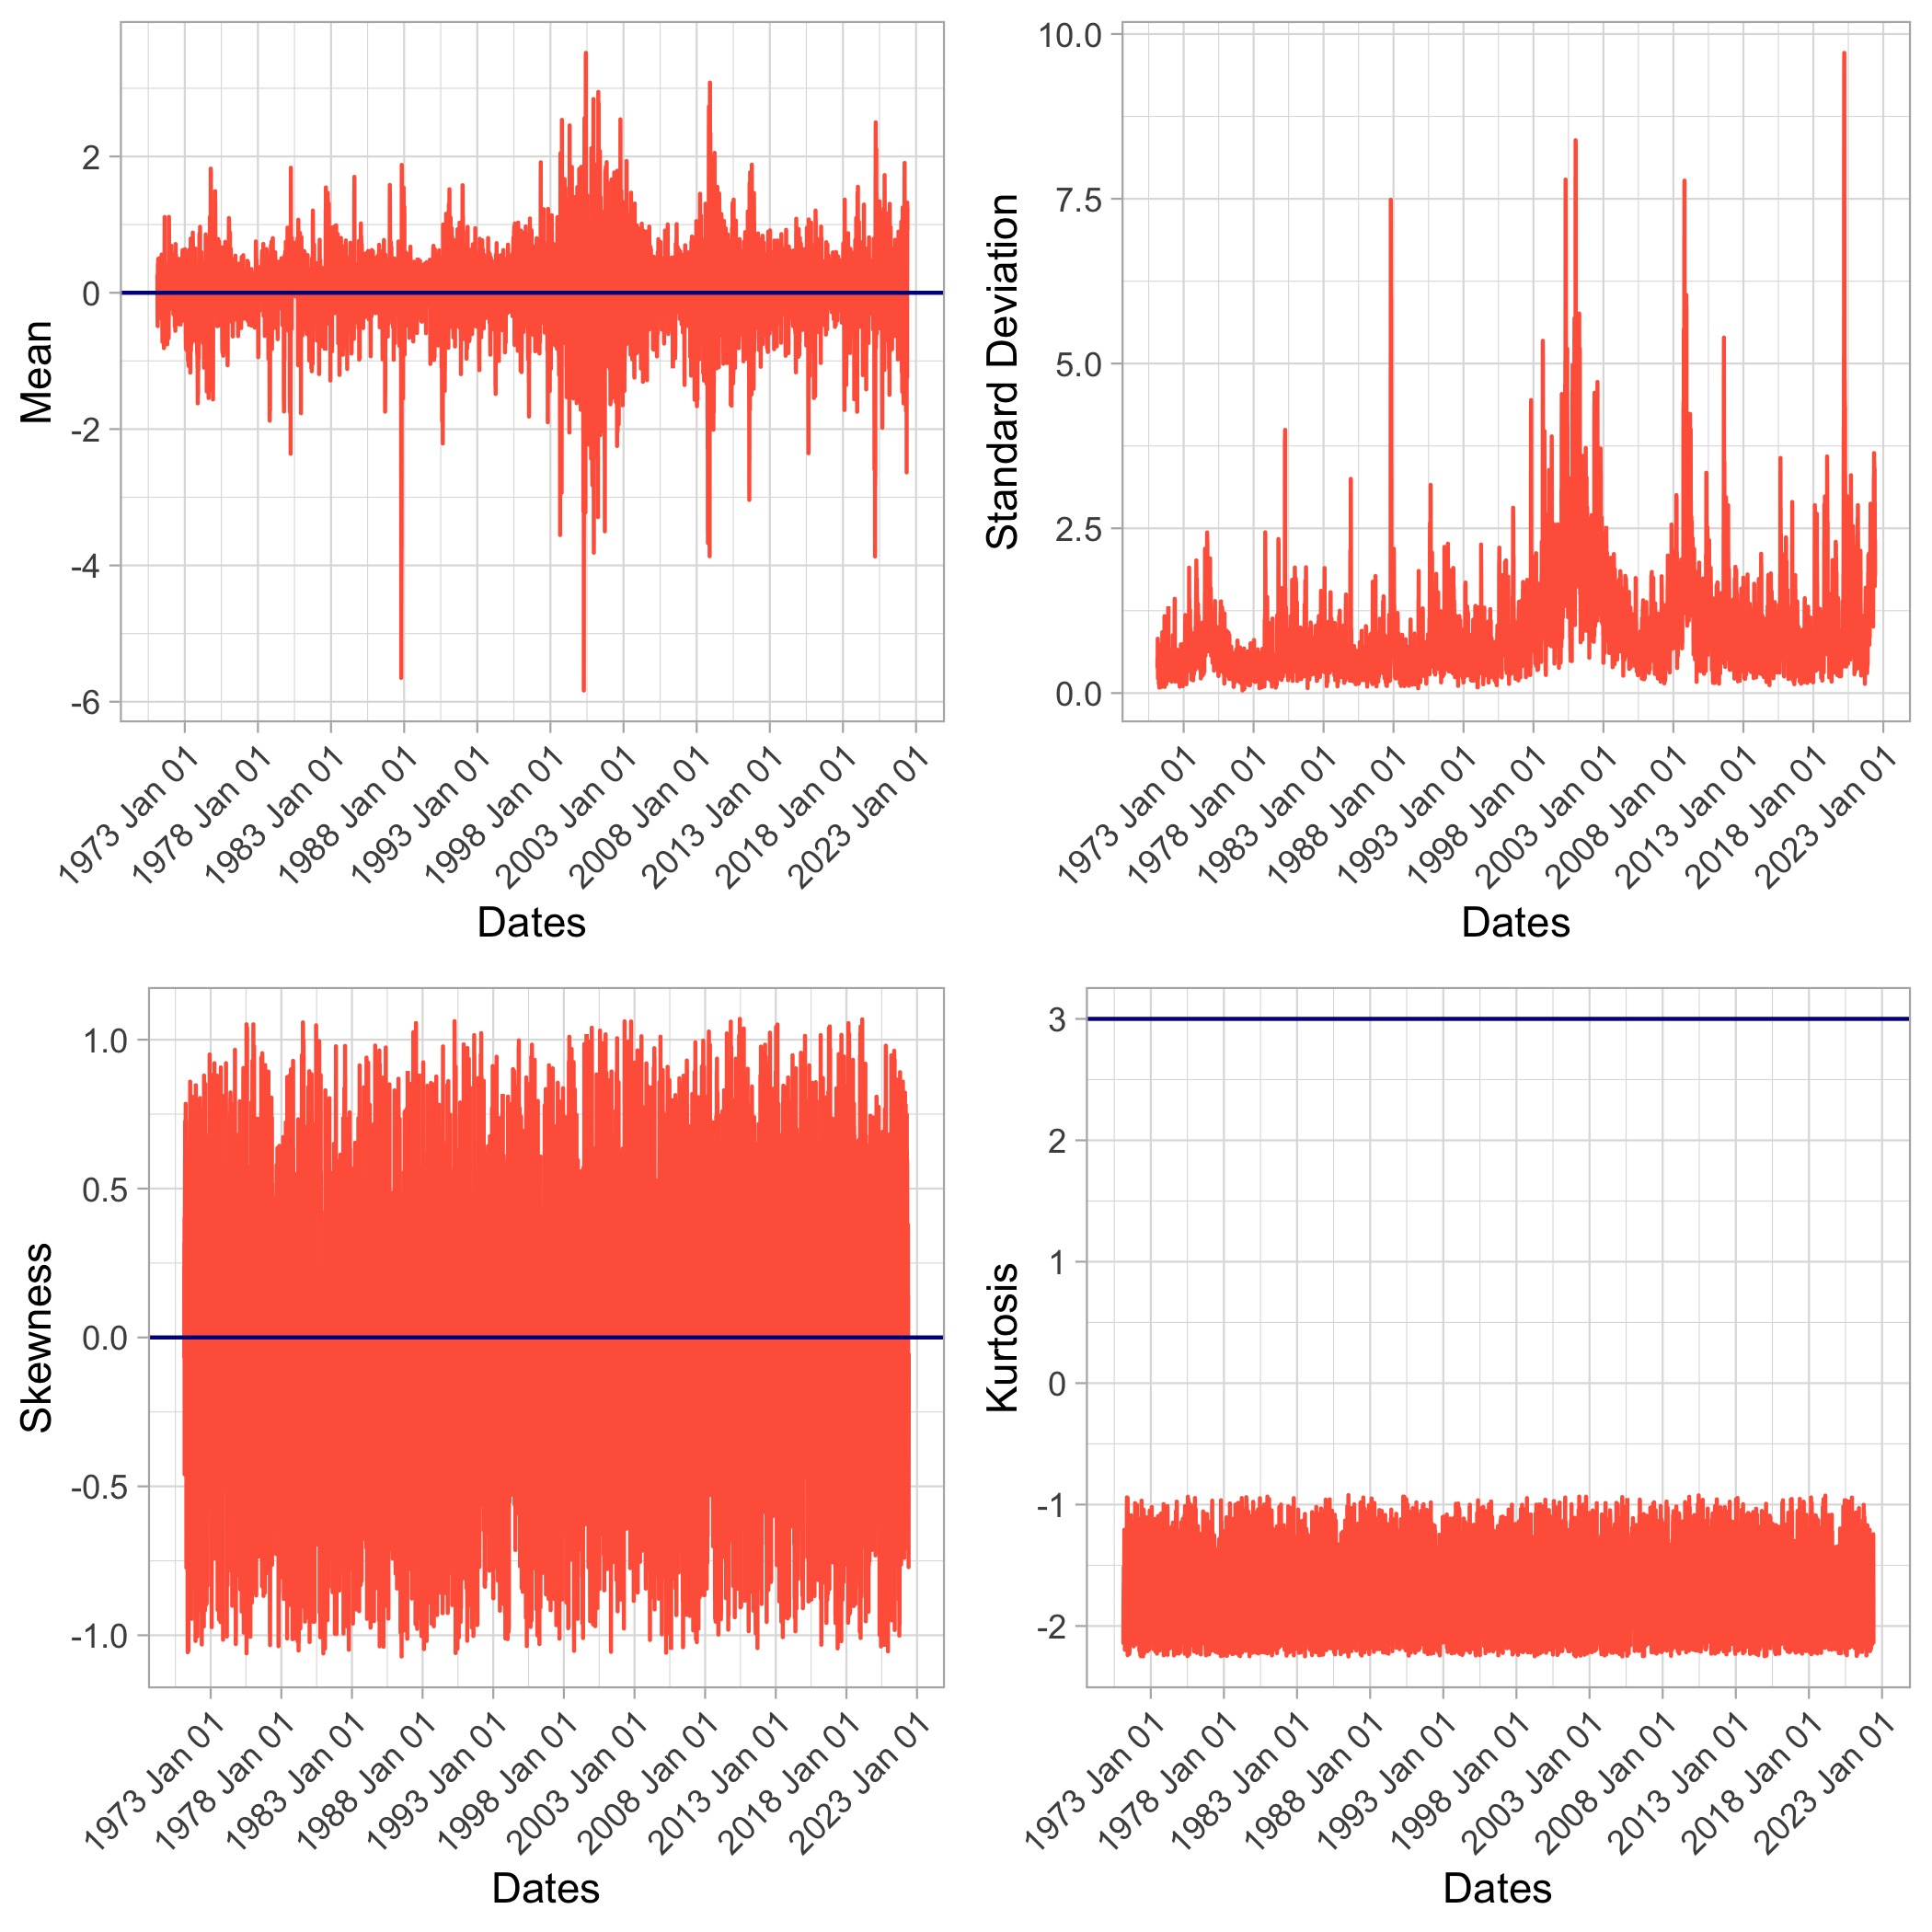 Mean
2
0
-2
-4
-6
1973 Jan 01
1978 Jan 01
1983 Jan 01
1988 Jan 01
1993 Jan 01
1998 Jan 01
2003 Jan 01
2008 Jan 01
2013 Jan 01
2018 Jan 01
2023 Jan 01
Dates
Standard Deviation
10.0
7.5
5.0
2.5
0.0
1973 Jan 01
1978 Jan 01
1983 Jan 01
1988 Jan 01
1993 Jan 01
1998 Jan 01
2003 Jan 01
2008 Jan 01
2013 Jan 01
2018 Jan 01
2023 Jan 01
Dates
Skewness
1.0
0.5
0.0
-0.5
-1.0
1973 Jan 01
1978 Jan 01
1983 Jan 01
1988 Jan 01
1993 Jan 01
1998 Jan 01
2003 Jan 01
2008 Jan 01
2013 Jan 01
2018 Jan 01
2023 Jan 01
Dates
Kurtosis
3
2
1
0
-1
-2
1973 Jan 01
1978 Jan 01
1983 Jan 01
1988 Jan 01
1993 Jan 01
1998 Jan 01
2003 Jan 01
2008 Jan 01
2013 Jan 01
2018 Jan 01
2023 Jan 01
Dates